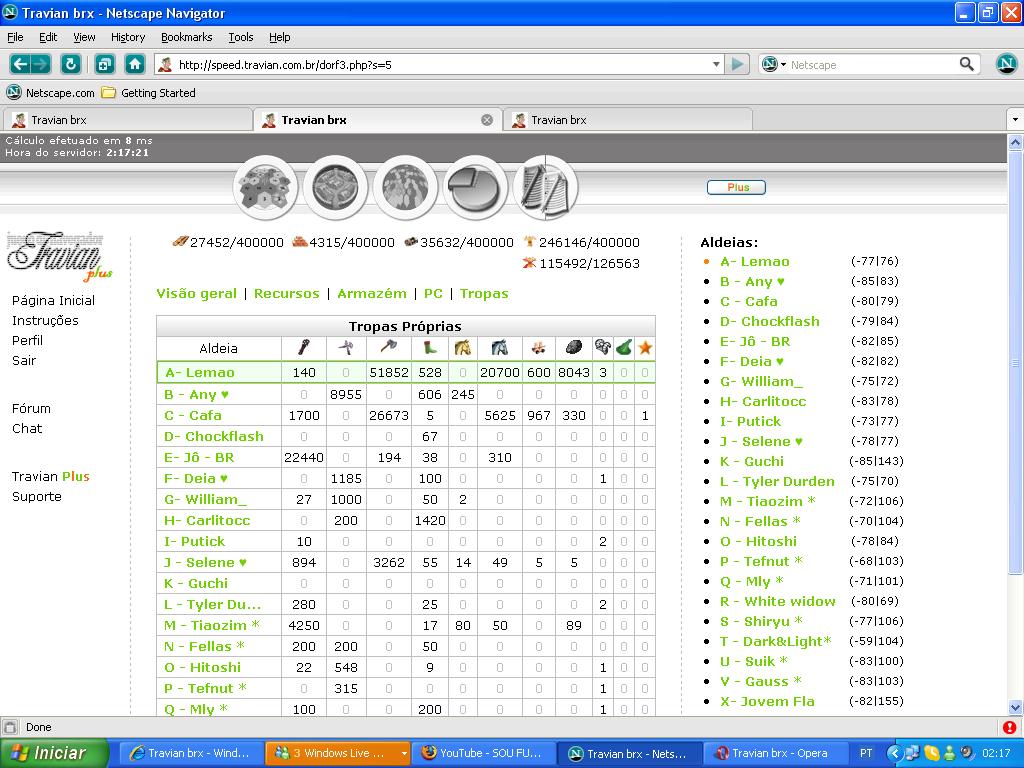 Travian brx - Netscape Navigator
File Edit View History Bookmarks Tools Help
http://speed.travian.com.br/dorf3.php?s=5 Netscape
Netscape.com Getting Started
Travian brx Travian brx Travian brx
Cálculo efetuado em 8 ms
Hora do servidor: 2:17:21
Plus
Travian plus
27452/400000 4315/400000 35632/400000 246146/400000
115492/126563
Página Inicial
Instruções
Perfil
Sair
Fórum
Chat
Travian Plus
Suporte
Visão geral | Recursos | Armazém | PC | Tropas
Tropas Próprias
Aldeia
A- Lemao 140 0 51852 528 0 20700 600 8043 3 0 0
B - Any ♥ 0 8955 0 606 245 0 0 0 0 0 0
C - Cafa 1700 0 26673 5 0 5625 967 330 0 0 1
D- Chockflash 0 0 0 67 0 0 0 0 0 0 0
E- Jô - BR 22440 0 194 38 0 310 0 0 0 0 0
F- Deia ♥ 0 1185 0 100 0 0 0 0 1 0 0
G- William_ 27 1000 0 50 2 0 0 0 0 0 0
H- Carlitocc 0 200 0 1420 0 0 0 0 0 0 0
I- Putick 10 0 0 0 0 0 0 0 2 0 0
J - Selene ♥ 894 0 3262 55 14 49 5 5 0 0 0
K - Guchi 0 0 0 0 0 0 0 0 0 0 0
L - Tyler Du... 280 0 0 25 0 0 0 0 2 0 0
M - Tiaozim * 4250 0 0 17 80 50 0 89 0 0 0
N - Fellas * 200 200 0 50 0 0 0 0 0 0 0
O - Hitoshi 22 548 0 9 0 0 0 0 1 0 0
P - Tefnut * 0 315 0 0 0 0 0 0 1 0 0
Q - Mly * 100 0 0 200 0 0 0 0 1 0 0
Aldeias:
A- Lemao (-77|76)
B - Any ♥ (-85|83)
C - Cafa (-80|79)
D- Chockflash (-79|84)
E- Jô - BR (-82|85)
F- Deia ♥ (-82|82)
G- William_ (-75|72)
H- Carlitocc (-83|78)
I- Putick (-73|77)
J - Selene ♥ (-78|77)
K - Guchi (-85|143)
L - Tyler Durden (-75|70)
M - Tiaozim * (-72|106)
N - Fellas * (-70|104)
O - Hitoshi (-78|84)
P - Tefnut * (-68|103)
Q - Mly * (-71|101)
R - White widow (-80|69)
S - Shiryu * (-77|106)
T - Dark&Light* (-59|104)
U - Suik * (-83|100)
V - Gauss * (-83|103)
X- Jovem Fla (-82|155)
Done
Iniciar Travian brx - Wind... 3 Windows Live ... YouTube - SOU FU... Travian brx - Nets... Travian brx - Opera PT 02:17